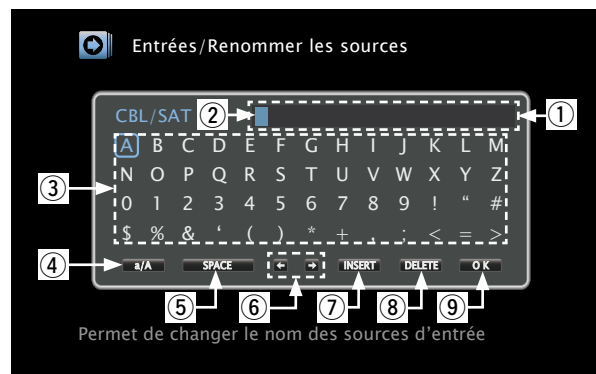 Entrées/Renommer les sources
CBL/SAT ② ①
A B C D E F G H I J K L M
③ N O P Q R S T U V W X Y Z
0 1 2 3 4 5 6 7 8 9 ! “ #
$ % & ‘ ( ) * + , ; < = >
④ a/A SPACE ← → INSERT DELETE OK
⑤ ⑥ ⑦ ⑧ ⑨
Permet de changer le nom des sources d’entrée